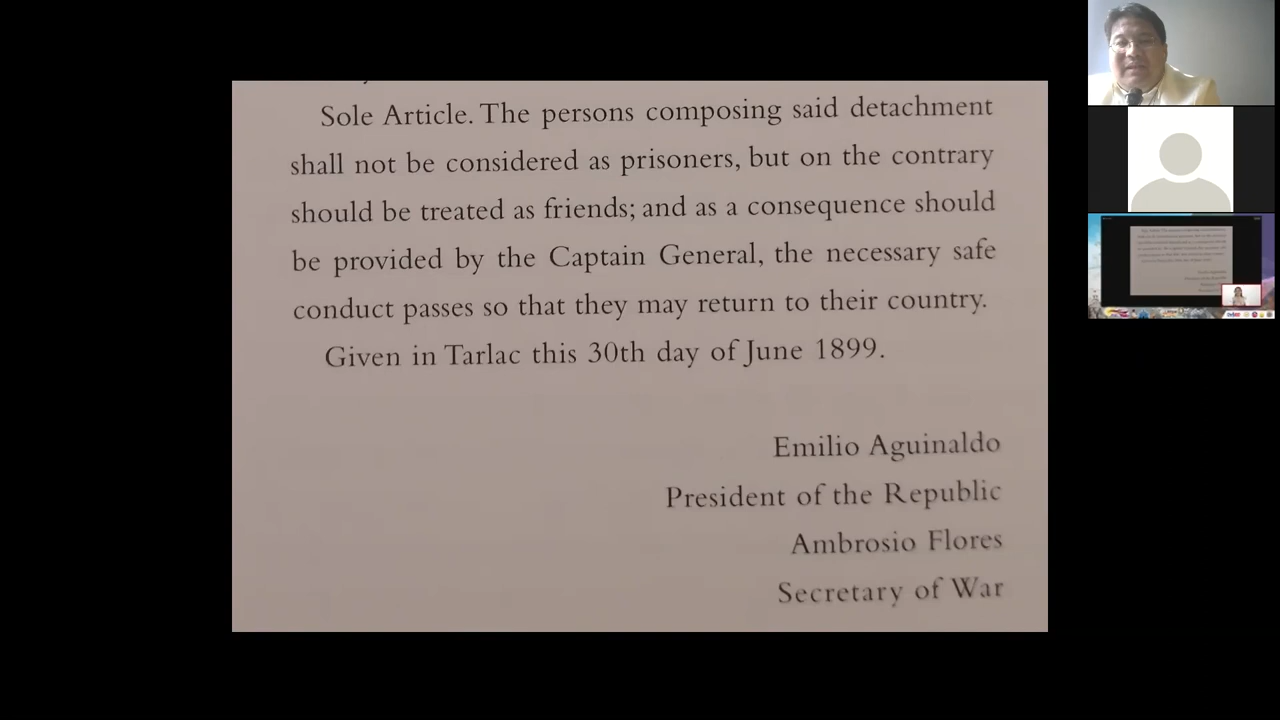 Sole Article. The persons composing said detachment
shall not be considered as prisoners, but on the contrary
should be treated as friends; and as a consequence should
be provided by the Captain General, the necessary safe
conduct passes so that they may return to their country.
Given in Tarlac this 30th day of June 1899.
Emilio Aguinaldo
President of the Republic
Ambrosio Flores
Secretary of War